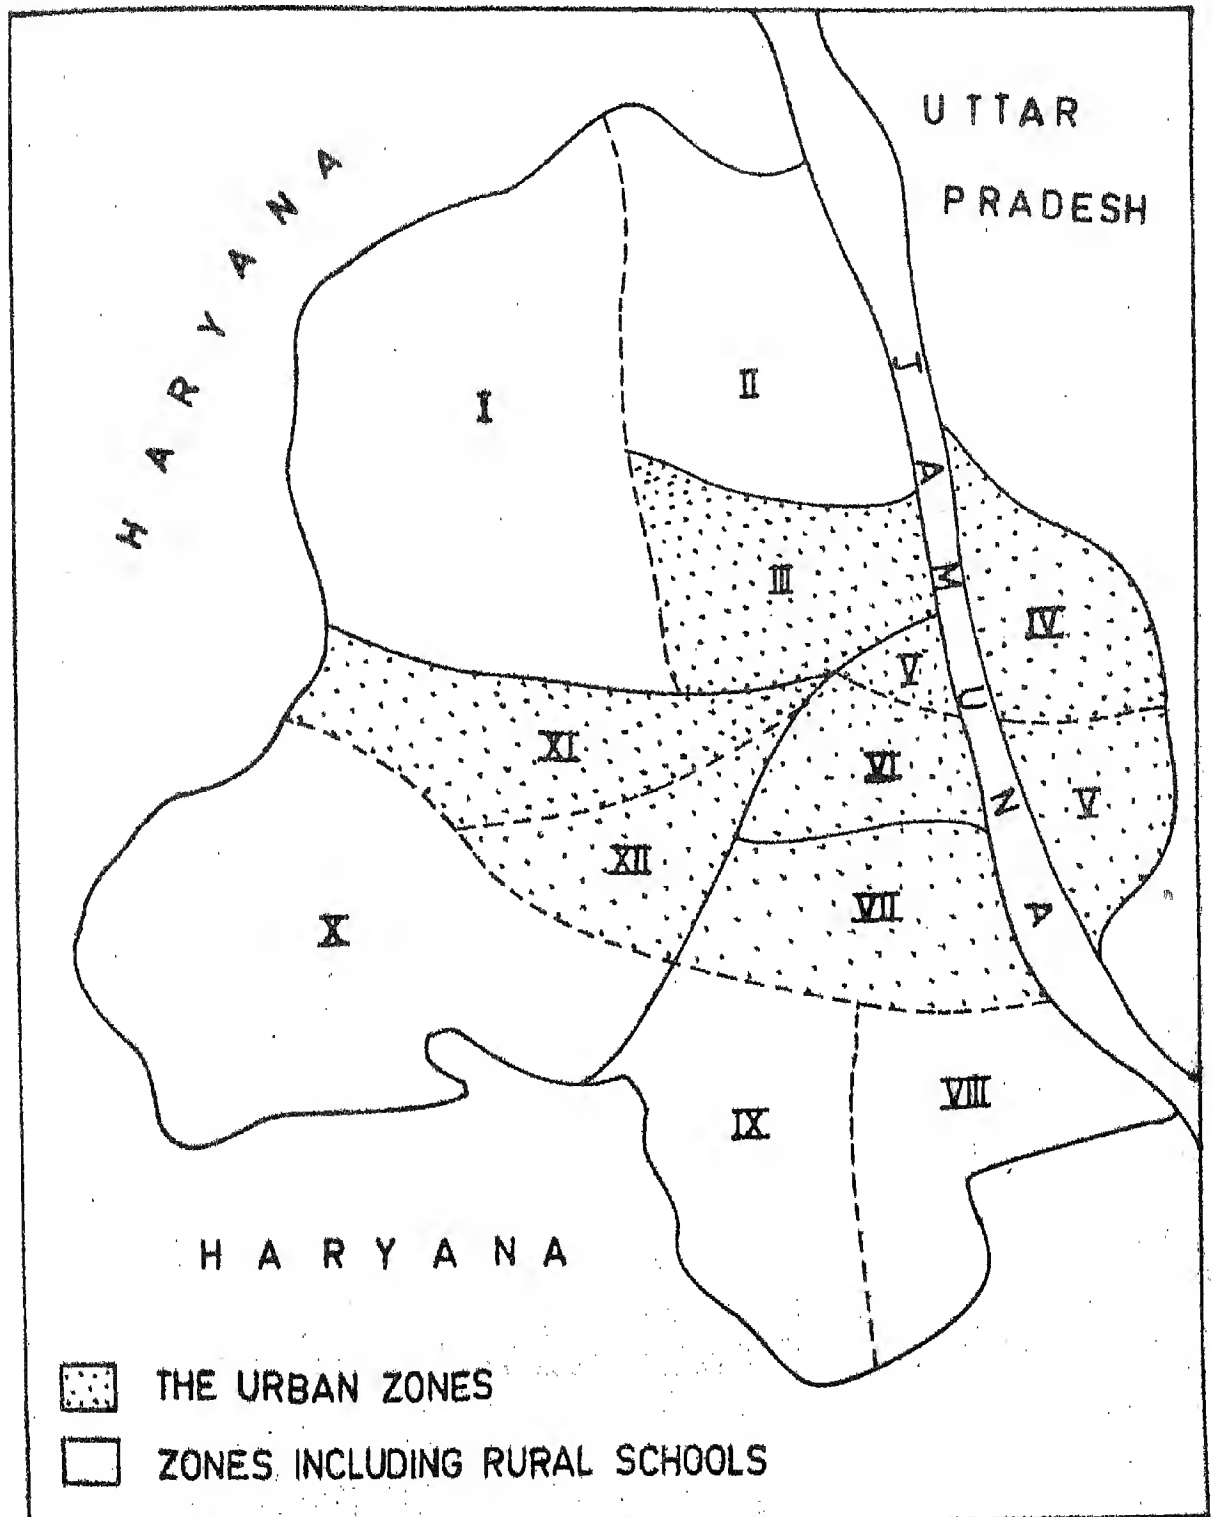 UTTAR
PRADESH
HARYANA
I
II
JAMUNA
III
IV
V
XI
VI
V
XII
VII
X
IX
VIII
HARYANA
THE URBAN ZONES
ZONES INCLUDING RURAL SCHOOLS